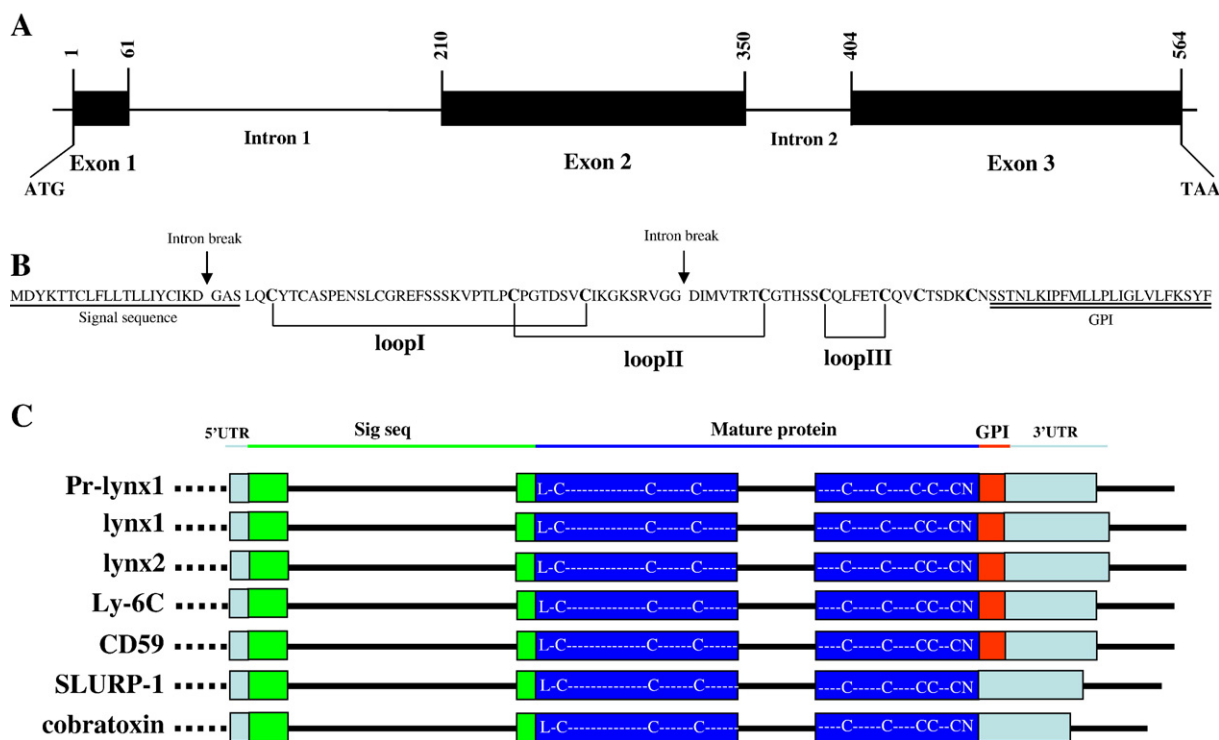 A
1 61 210 350 404 564
Intron 1 Intron 2
Exon 1 Exon 2 Exon 3
ATG TAA
B
Intron break Intron break
MDYKTTCLFLLTLLIYCIKD GAS LQCYTCASPENSLCGREFSSSKVPTLPCPGTDSVCIKGKSRVGG DIMVTRTCGTHSSCQLFETCQVCTSDKCNSSTNLKIPFMLLPLIGLVLFKSYF
Signal sequence GPI
loopI loopII loopIII
C
5'UTR Sig seq Mature protein GPI 3'UTR
Pr-lynx1 L-C-------------C-----C------ ----C----C----C-C--CN
lynx1 L-C-------------C-----C------ ----C----C----CC--CN
lynx2 L-C-------------C-----C------ ----C----C----CC--CN
Ly-6C L-C-------------C-----C------ ----C----C----CC--CN
CD59 L-C-------------C-----C------ ----C----C----CC--CN
SLURP-1 L-C-------------C-----C------ ----C----C----CC--CN
cobratoxin L-C-------------C-----C------ ----C----C----CC--CN